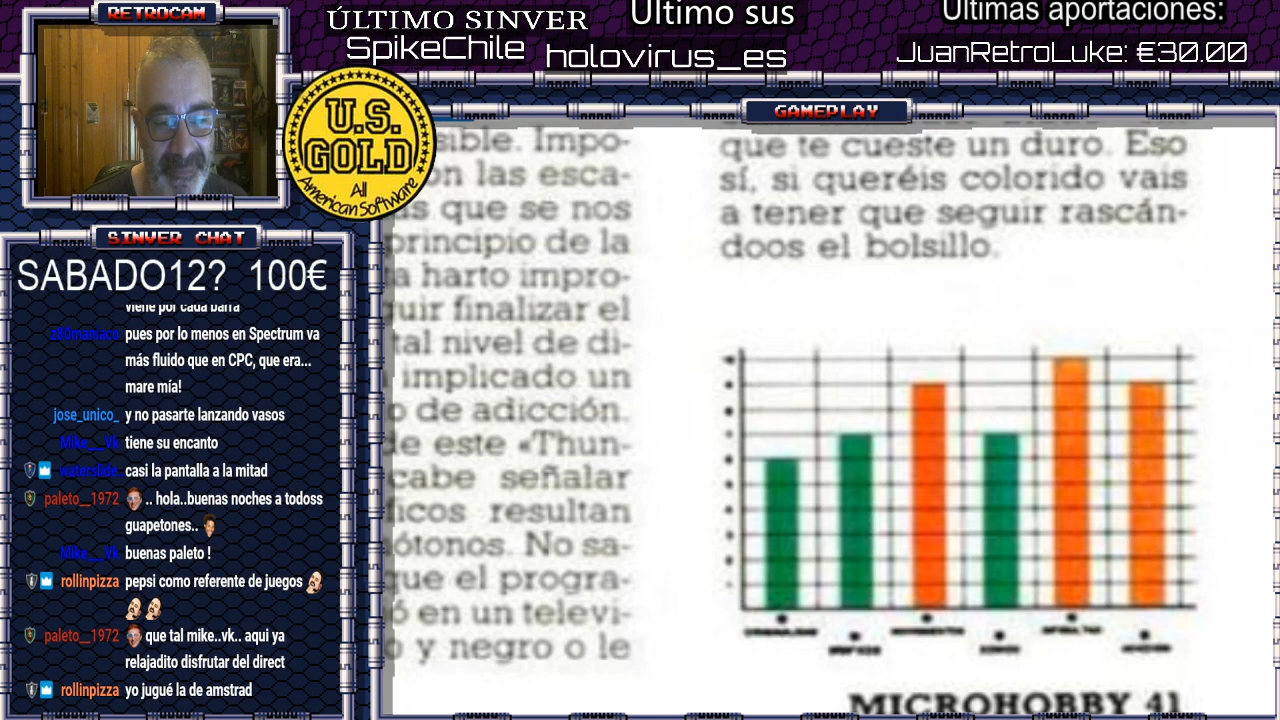 RETROCAM
ÚLTIMO SINVER
SpikeChile
Último sus
holovirus_es
Últimas aportaciones:
JuanRetroLuke: €30.00
U.S.
GOLD
All
American Software
GAMEPLAY
SINVER CHAT
SABADO12? 100€
viene por cada barra
z80maniaco pues por lo menos en Spectrum va
más fluido que en CPC, que era...
mare mía!
jose_unico_ y no pasarte lanzando vasos
Mike__Vk tiene su encanto
waterslide casi la pantalla a la mitad
paleto_1972 .. hola..buenas noches a todoss
guapetones..
Mike__Vk buenas paleto !
rollinpizza pepsi como referente de juegos
paleto_1972 que tal mike..vk.. aqui ya
relajadito disfrutar del direct
rollinpizza yo jugué la de amstrad
sible. Impo-
on las esca-
as que se nos
principio de la
a harto impro-
guir finalizar el
tal nivel de di-
implicado un
o de adicción.
de este «Thun-
cabe señalar
ficos resultan
nótonos. No sa-
que el progra-
ó en un televi-
o y negro o le
que te cueste un duro. Eso
sí, si queréis colorido vais
a tener que seguir rascán-
doos el bolsillo.
MICROHOBBY 41